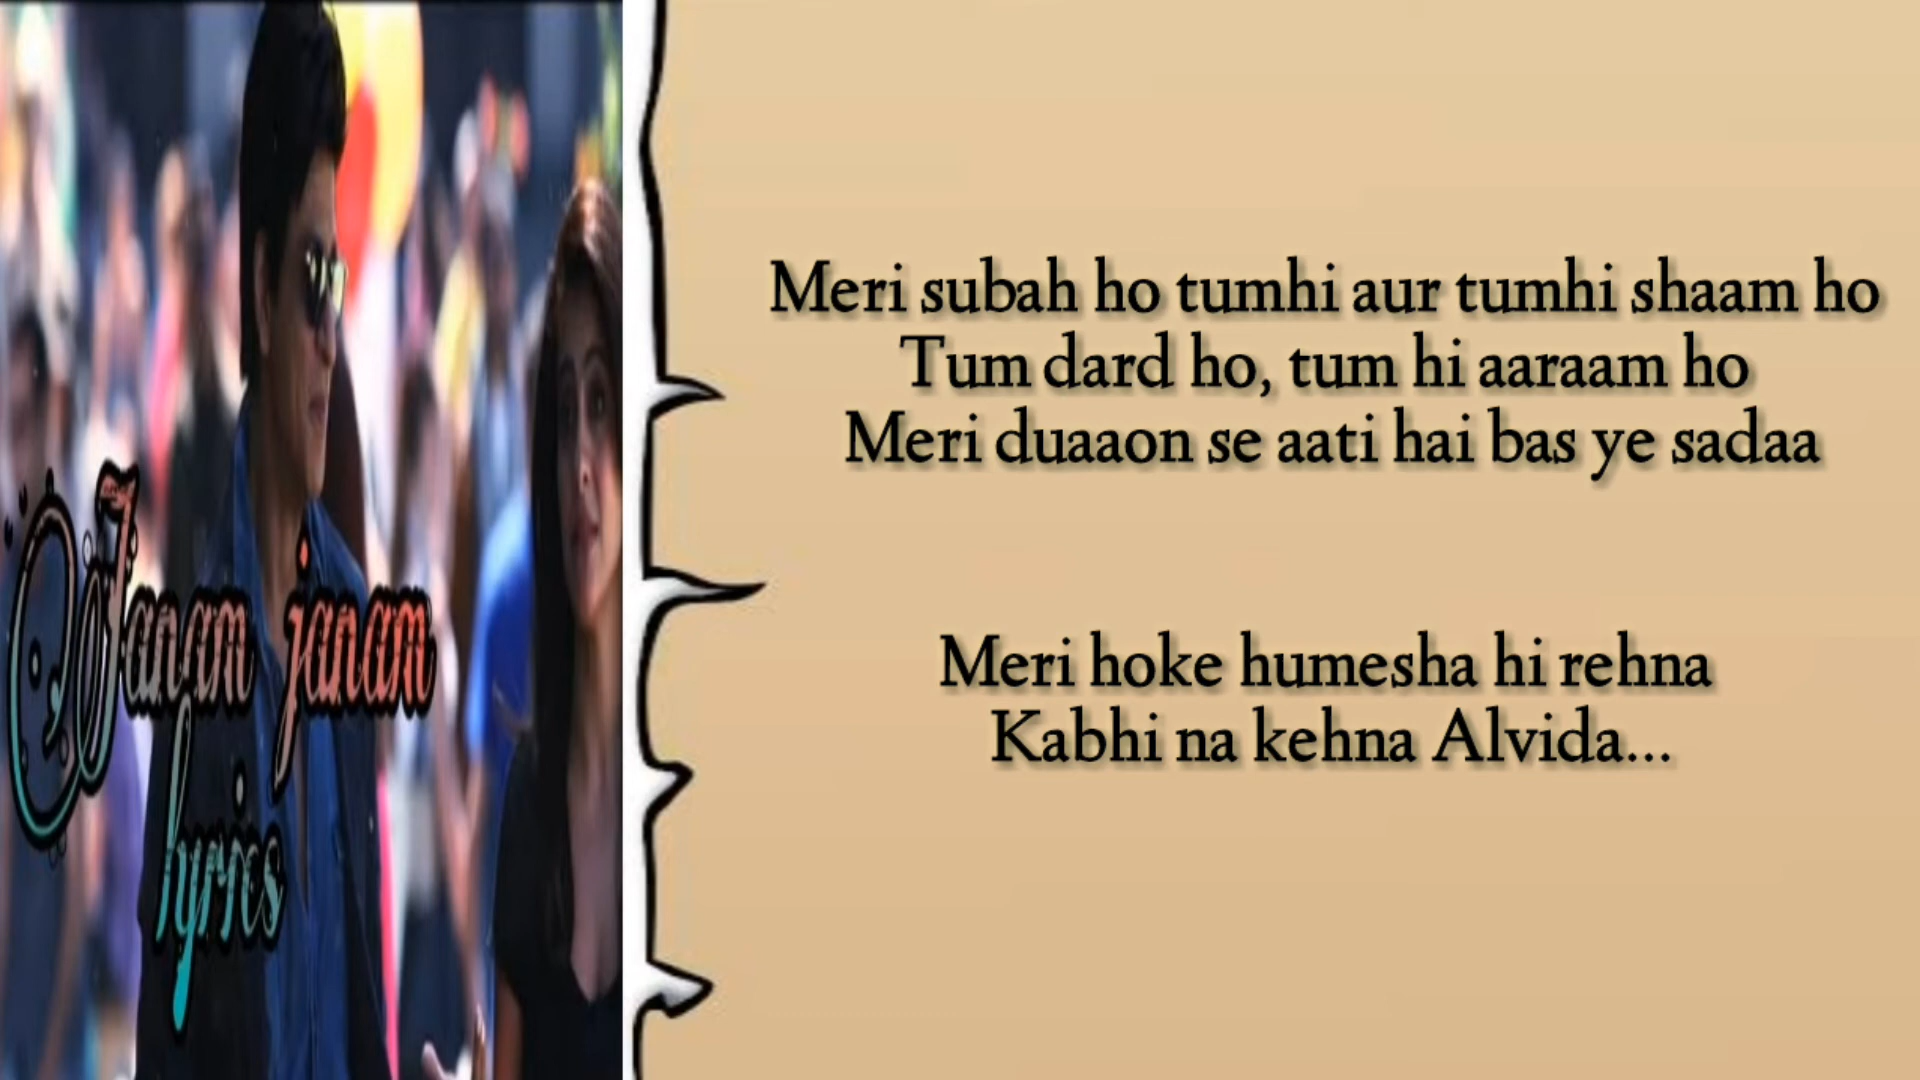 Janam janam
lyrics
Meri subah ho tumhi aur tumhi shaam ho
Tum dard ho, tum hi aaraam ho
Meri duaaon se aati hai bas ye sadaa
Meri hoke humesha hi rehna
Kabhi na kehna Alvida...